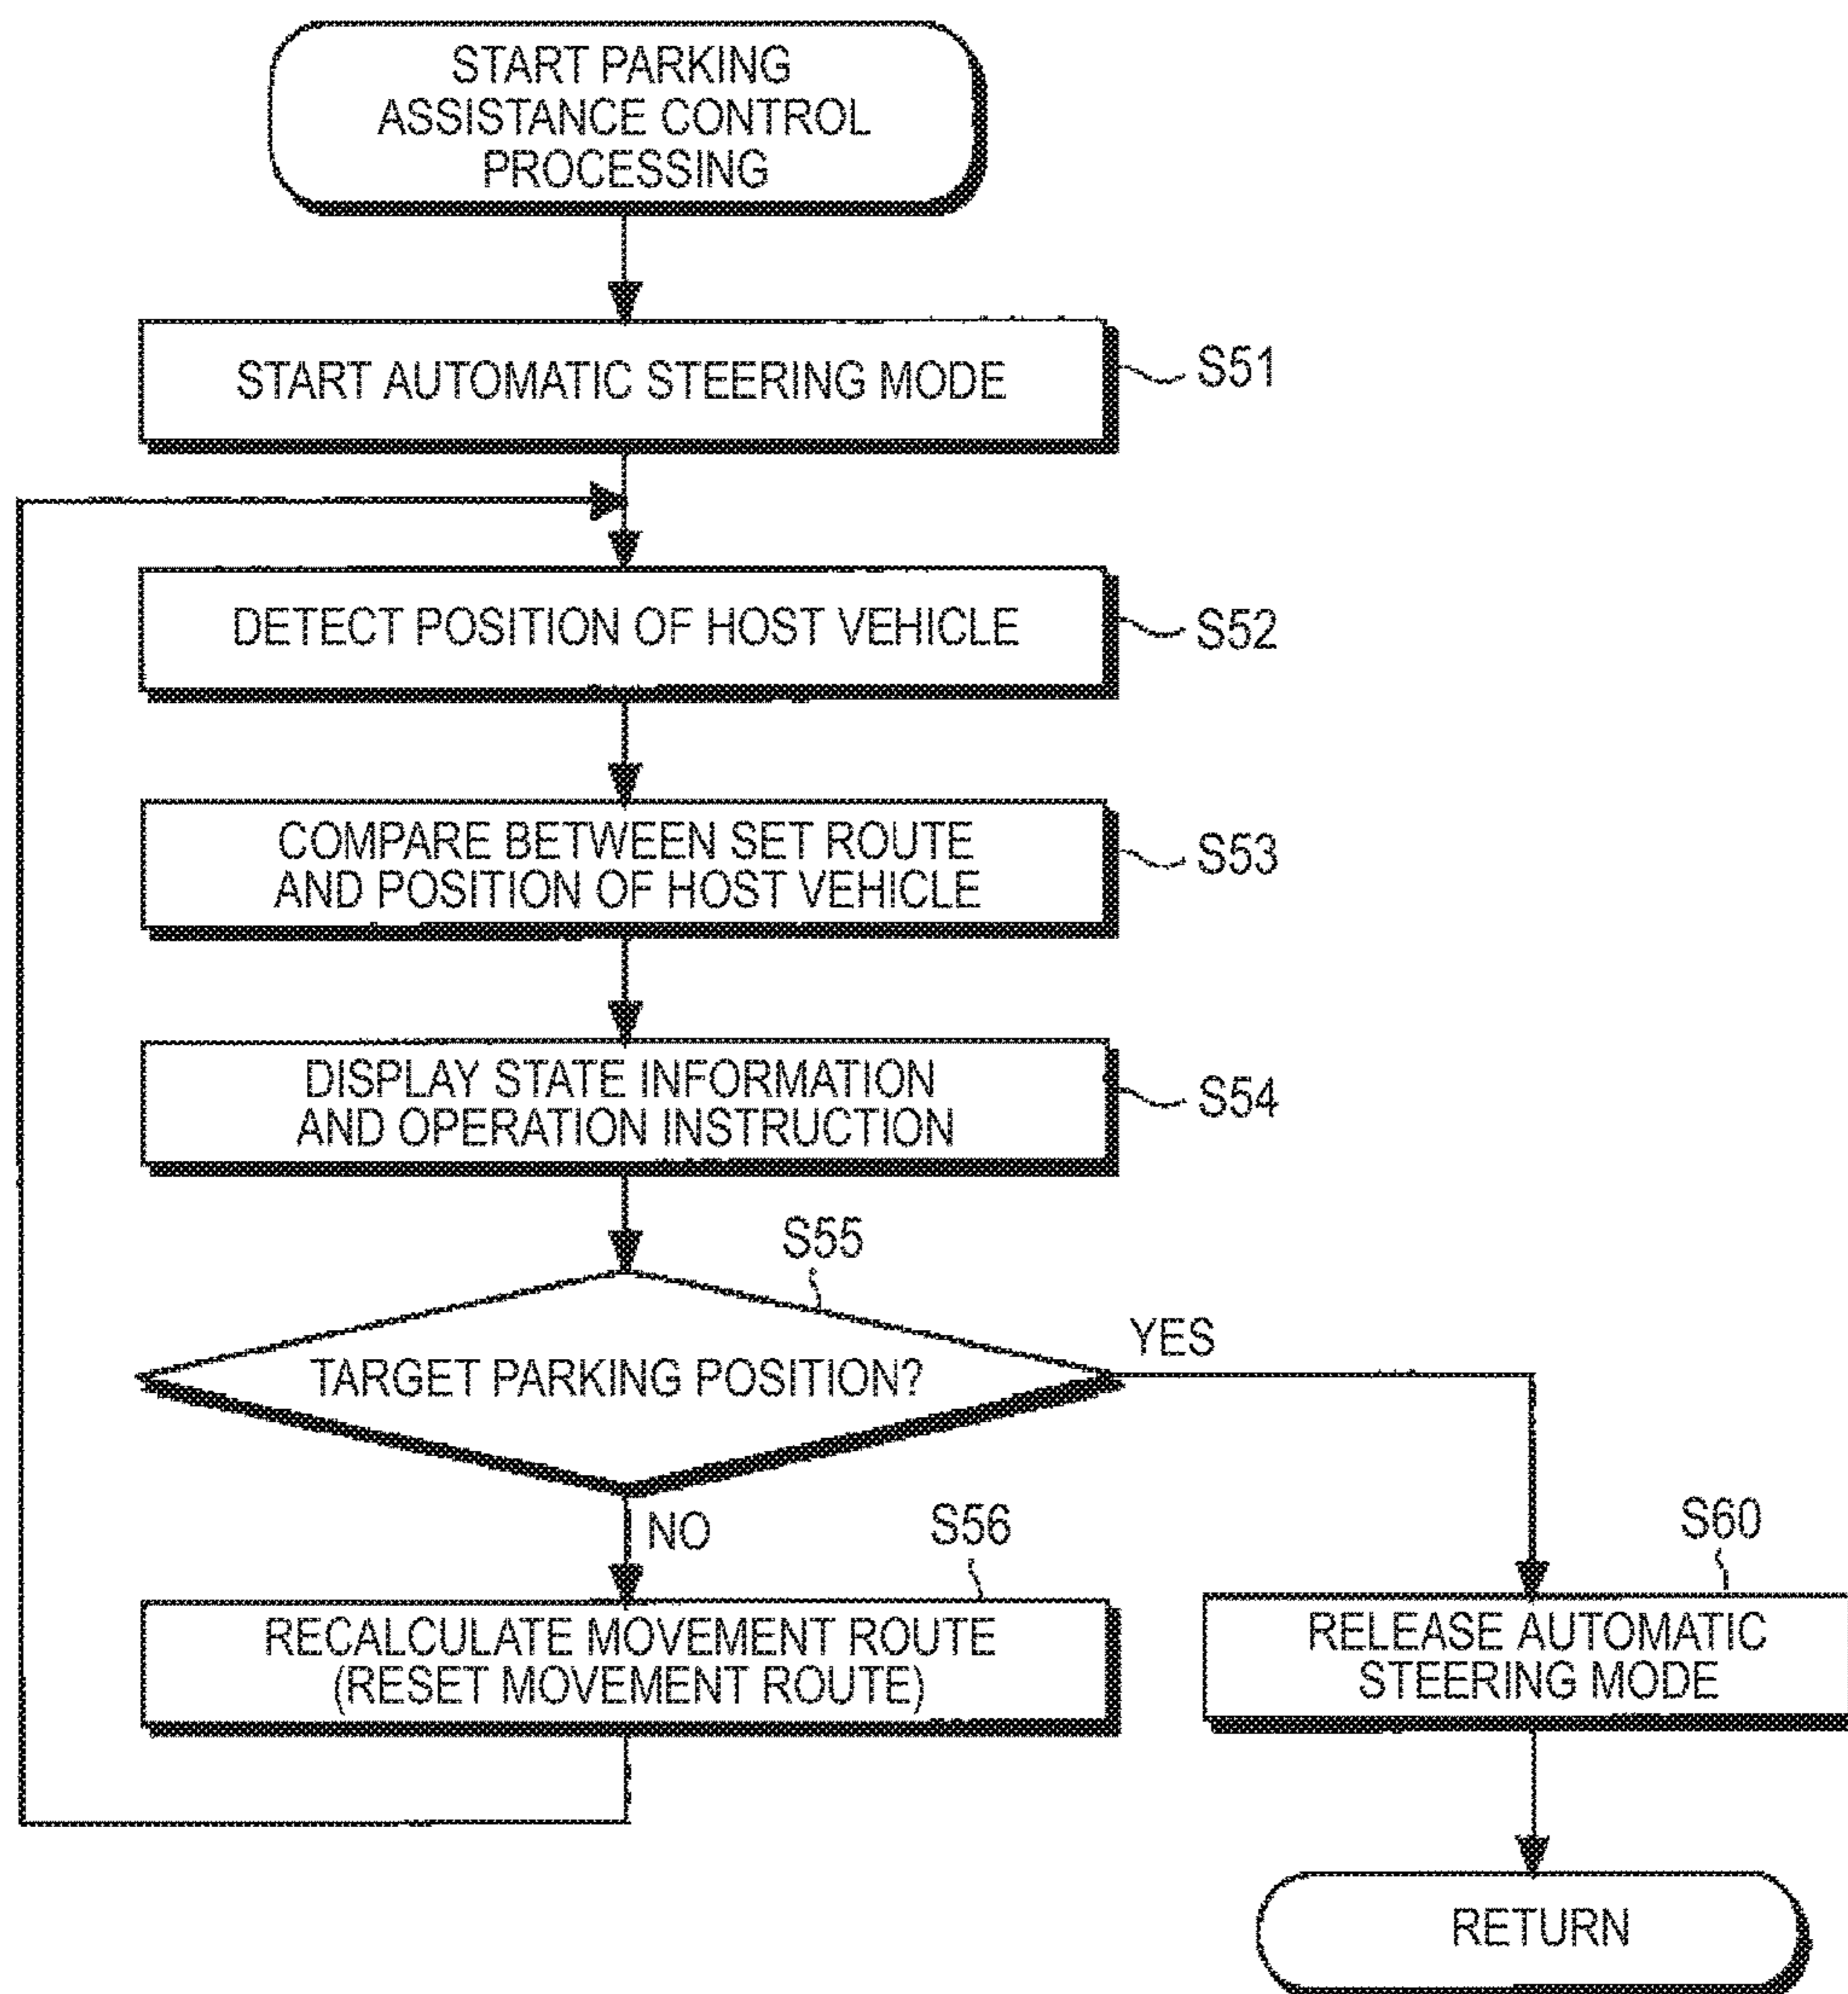 START PARKING
ASSISTANCE CONTROL
PROCESSING
START AUTOMATIC STEERING MODE
S51
DETECT POSITION OF HOST VEHICLE
S52
COMPARE BETWEEN SET ROUTE
AND POSITION OF HOST VEHICLE
S53
DISPLAY STATE INFORMATION
AND OPERATION INSTRUCTION
S54
S55
TARGET PARKING POSITION?
YES
NO
S56
RECALCULATE MOVEMENT ROUTE
(RESET MOVEMENT ROUTE)
S60
RELEASE AUTOMATIC
STEERING MODE
RETURN